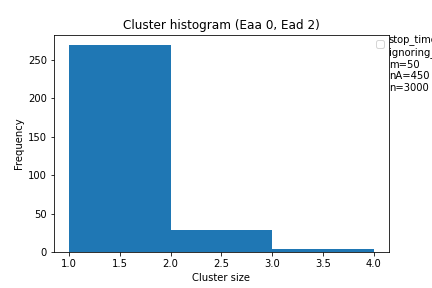 Cluster histogram (Eaa 0, Ead 2)
stop_time
ignoring_
m=50
nA=450
n=3000
250
200
150
100
50
0
Frequency
1.0 1.5 2.0 2.5 3.0 3.5 4.0
Cluster size